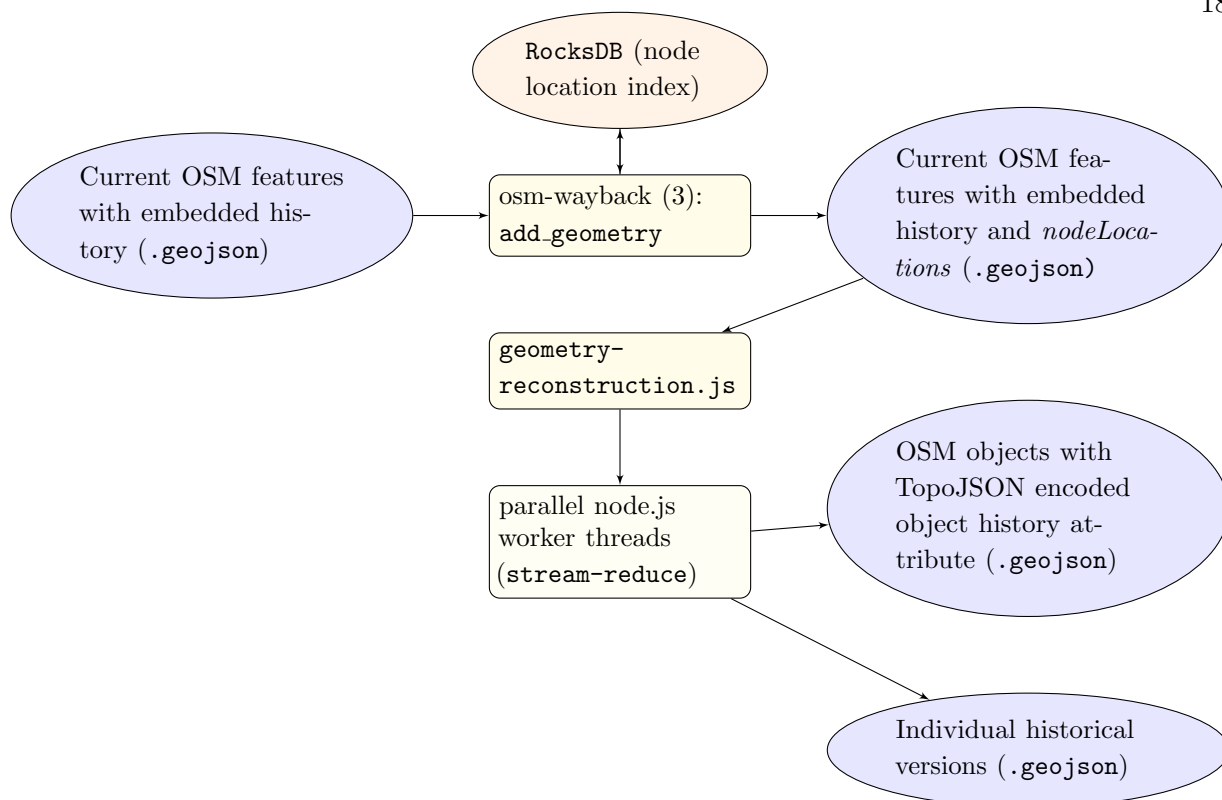 18
RocksDB (node
location index)
Current OSM features
with embedded his-
tory (.geojson)
osm-wayback (3):
add_geometry
Current OSM fea-
tures with embedded
history and nodeLoca-
tions (.geojson)
geometry-
reconstruction.js
parallel node.js
worker threads
(stream-reduce)
OSM objects with
TopoJSON encoded
object history at-
tribute (.geojson)
Individual historical
versions (.geojson)